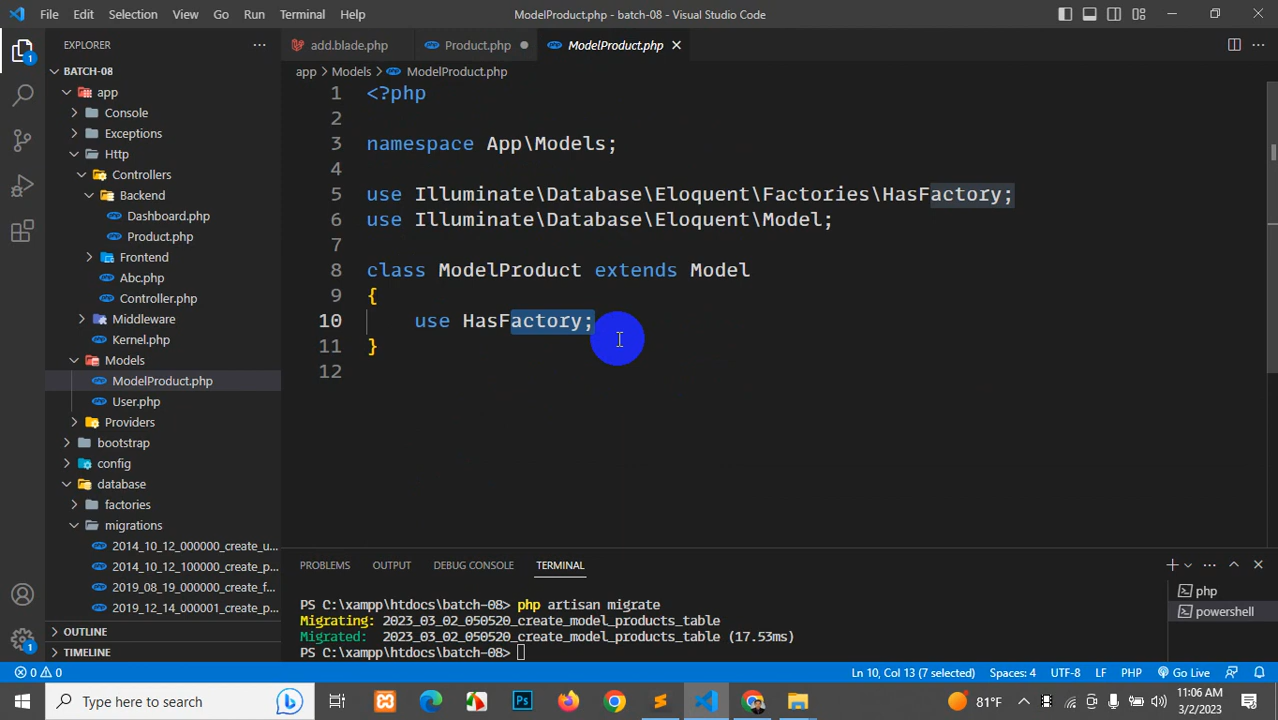 File Edit Selection View Go Run Terminal Help ModelProduct.php - batch-08 - Visual Studio Code
EXPLORER
add.blade.php Product.php ModelProduct.php
BATCH-08
app > Models > ModelProduct.php
app
Console
Exceptions
Http
Controllers
Backend
Dashboard.php
Product.php
Frontend
Abc.php
Controller.php
Middleware
Kernel.php
Models
ModelProduct.php
User.php
Providers
bootstrap
config
database
factories
migrations
2014_10_12_000000_create_u...
2014_10_12_100000_create_p...
2019_08_19_000000_create_f...
2019_12_14_000001_create_p...
OUTLINE
TIMELINE
1 <?php
2
3 namespace App\Models;
4
5 use Illuminate\Database\Eloquent\Factories\HasFactory;
6 use Illuminate\Database\Eloquent\Model;
7
8 class ModelProduct extends Model
9 {
10 use HasFactory;
11 }
12
PROBLEMS OUTPUT DEBUG CONSOLE TERMINAL
PS C:\xampp\htdocs\batch-08> php artisan migrate
Migrating: 2023_03_02_050520_create_model_products_table
Migrated: 2023_03_02_050520_create_model_products_table (17.53ms)
PS C:\xampp\htdocs\batch-08>
php
powershell
1
1
0 0 Ln 10, Col 13 (7 selected) Spaces: 4 UTF-8 LF PHP Go Live
Type here to search
Ps
81°F
11:06 AM
3/2/2023